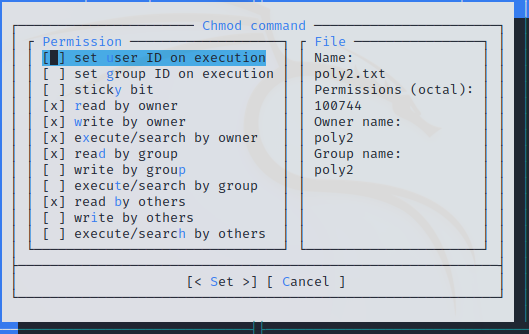 Chmod command
Permission
[ ] set user ID on execution
[ ] set group ID on execution
[ ] sticky bit
[x] read by owner
[x] write by owner
[x] execute/search by owner
[x] read by group
[ ] write by group
[ ] execute/search by group
[x] read by others
[ ] write by others
[ ] execute/search by others
File
Name:
poly2.txt
Permissions (octal):
100744
Owner name:
poly2
Group name:
poly2
[< Set >] [ Cancel ]